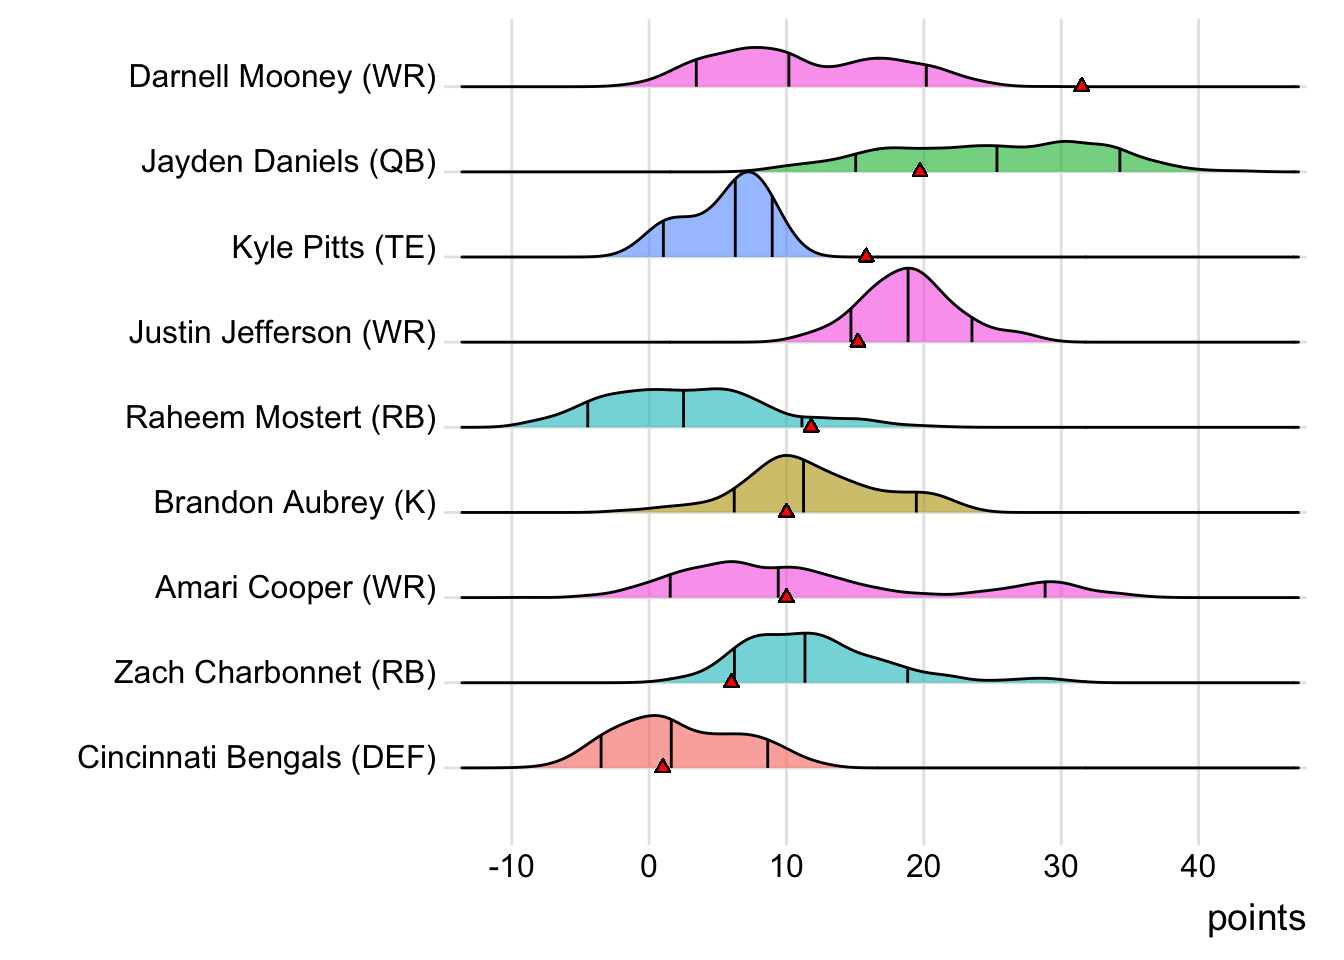 Darnell Mooney (WR)
Jayden Daniels (QB)
Kyle Pitts (TE)
Justin Jefferson (WR)
Raheem Mostert (RB)
Brandon Aubrey (K)
Amari Cooper (WR)
Zach Charbonnet (RB)
Cincinnati Bengals (DEF)
-10 0 10 20 30 40
points